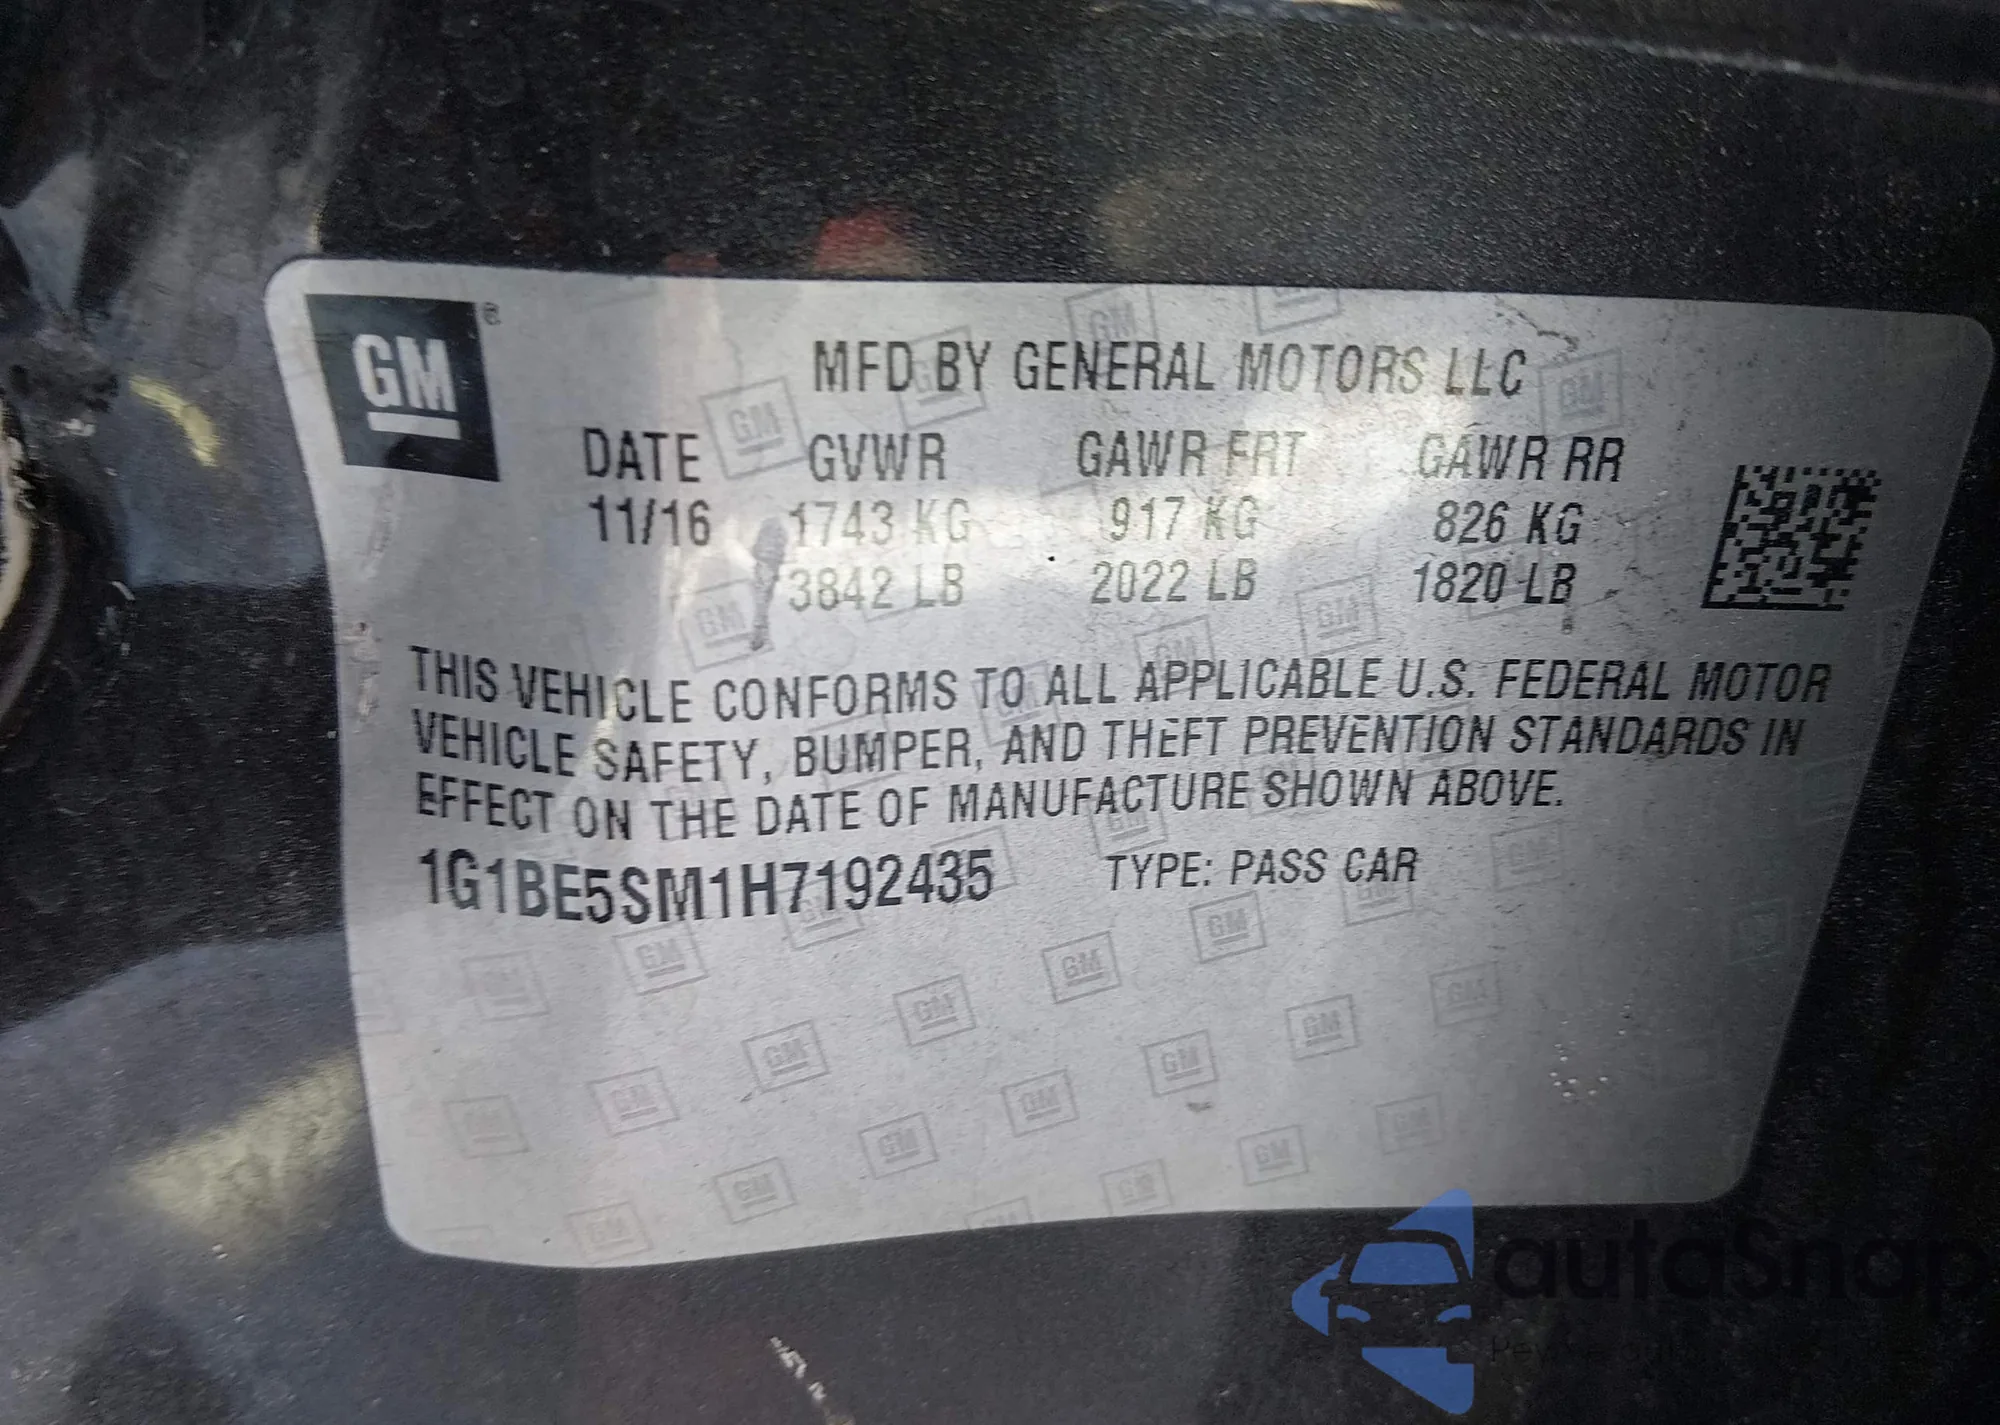 GM ®
MFD BY GENERAL MOTORS LLC
DATE GVWR GAWR FRT GAWR RR
11/16 1743 KG 917 KG 826 KG
3842 LB 2022 LB 1820 LB
THIS VEHICLE CONFORMS TO ALL APPLICABLE U.S. FEDERAL MOTOR
VEHICLE SAFETY, BUMPER, AND THEFT PREVENTION STANDARDS IN
EFFECT ON THE DATE OF MANUFACTURE SHOWN ABOVE.
1G1BE5SM1H7192435 TYPE: PASS CAR
autoSnap